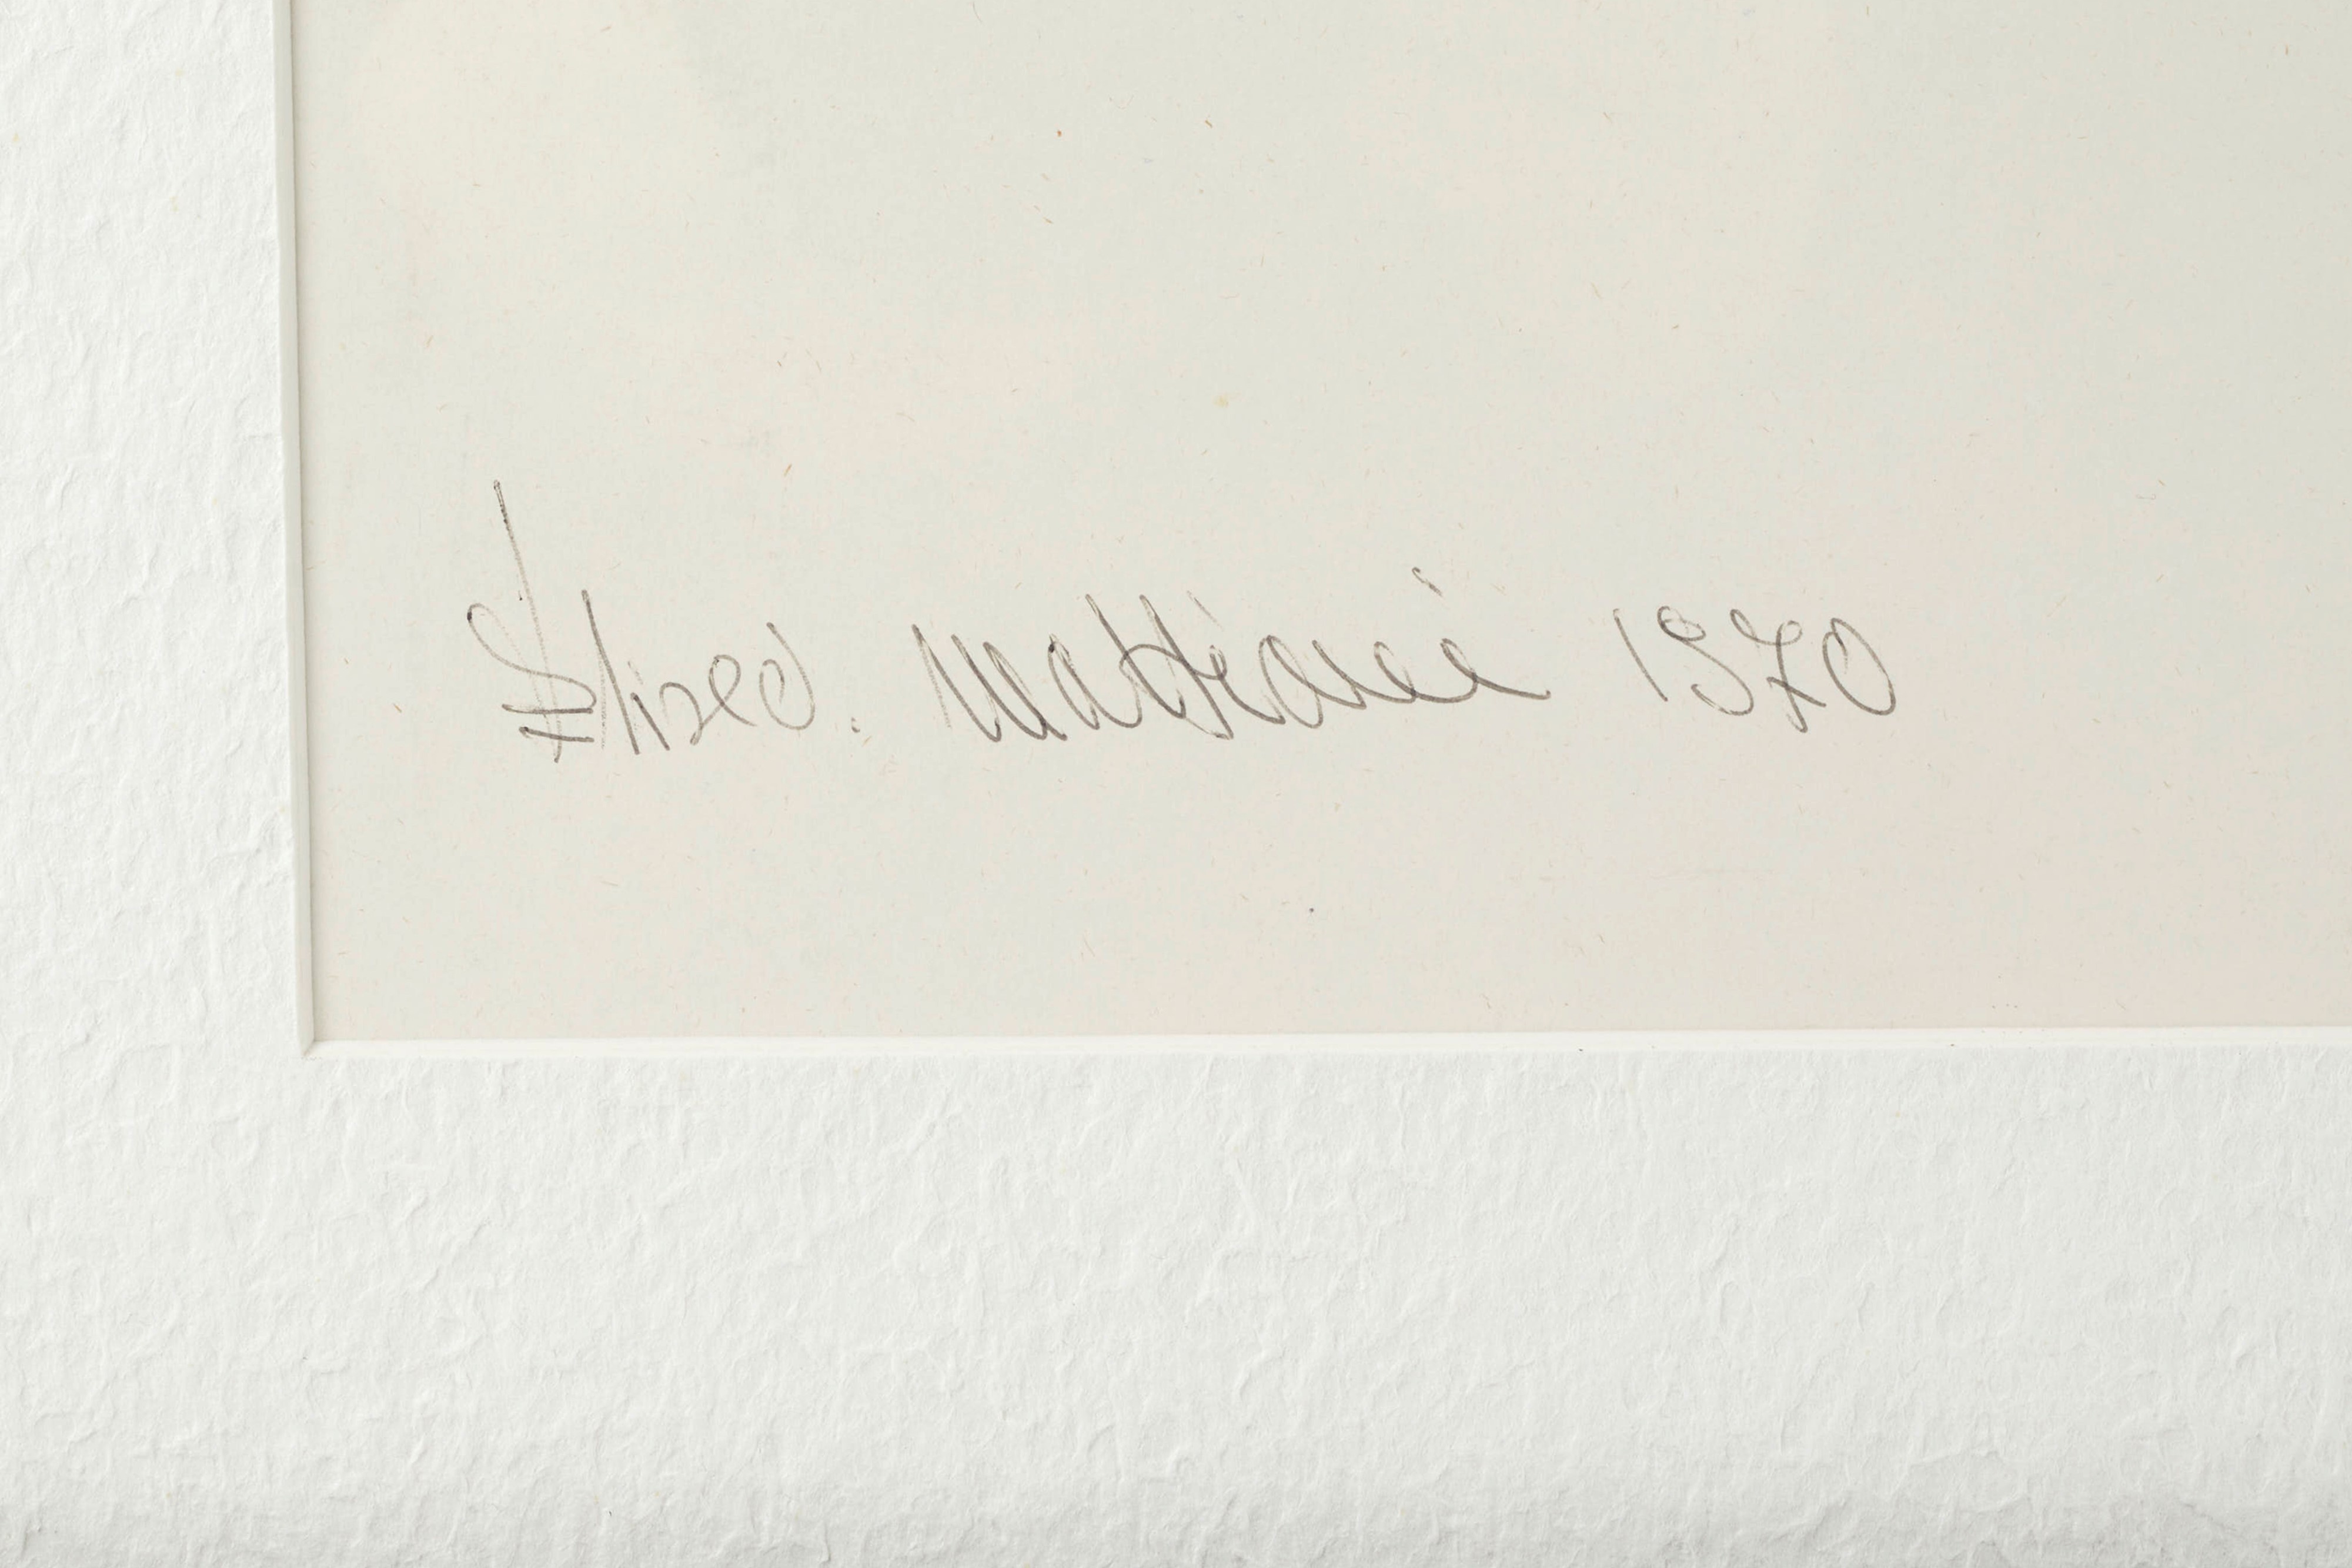 Eliseo. Mattiacci 1970